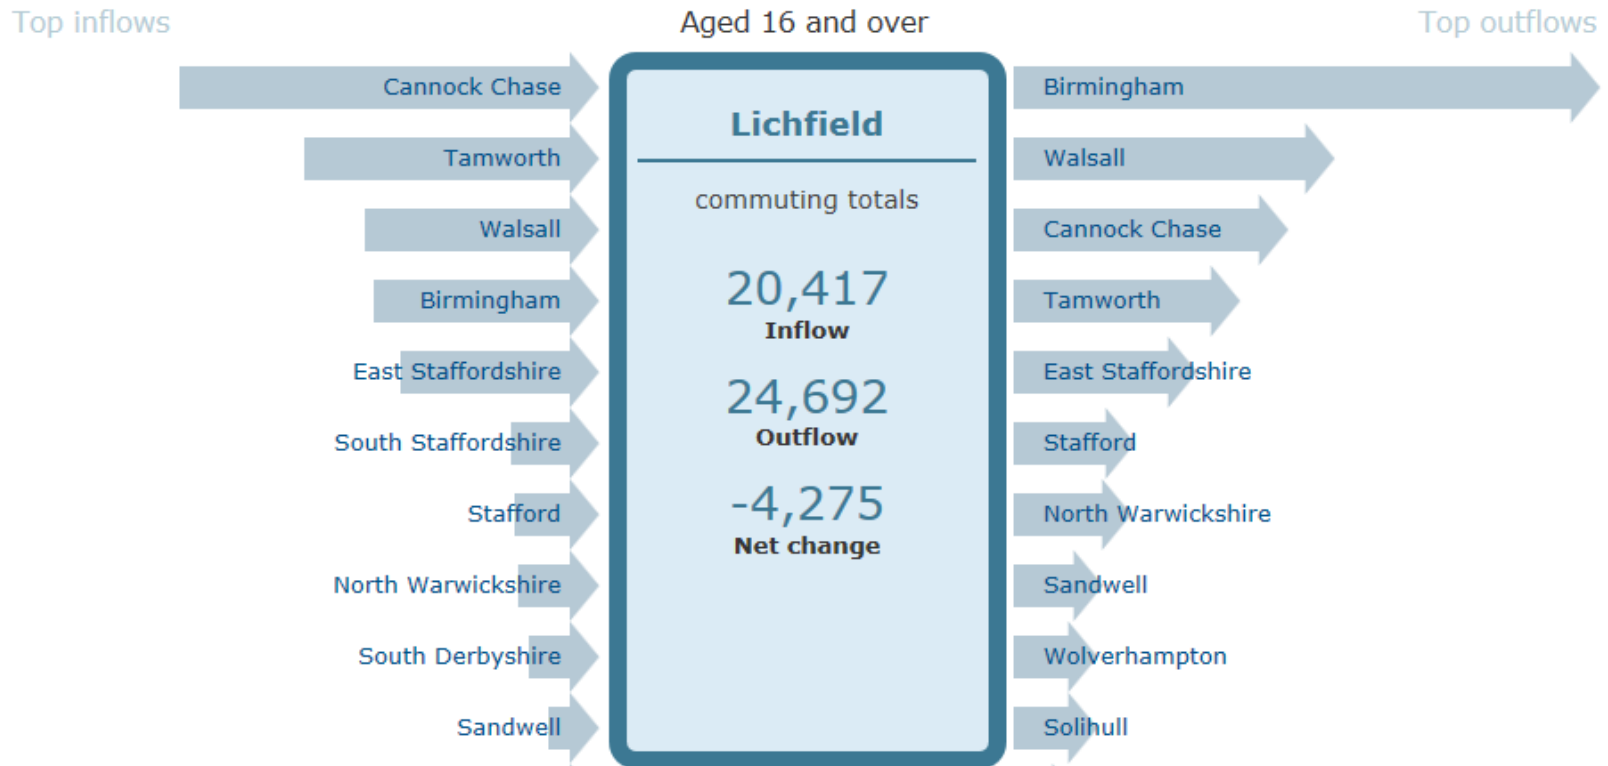 Top inflows
Aged 16 and over
Top outflows
Cannock Chase
Tamworth
Walsall
Birmingham
East Staffordshire
South Staffordshire
Stafford
North Warwickshire
South Derbyshire
Sandwell
Lichfield
commuting totals
20,417
Inflow
24,692
Outflow
-4,275
Net change
Birmingham
Walsall
Cannock Chase
Tamworth
East Staffordshire
Stafford
North Warwickshire
Sandwell
Wolverhampton
Solihull